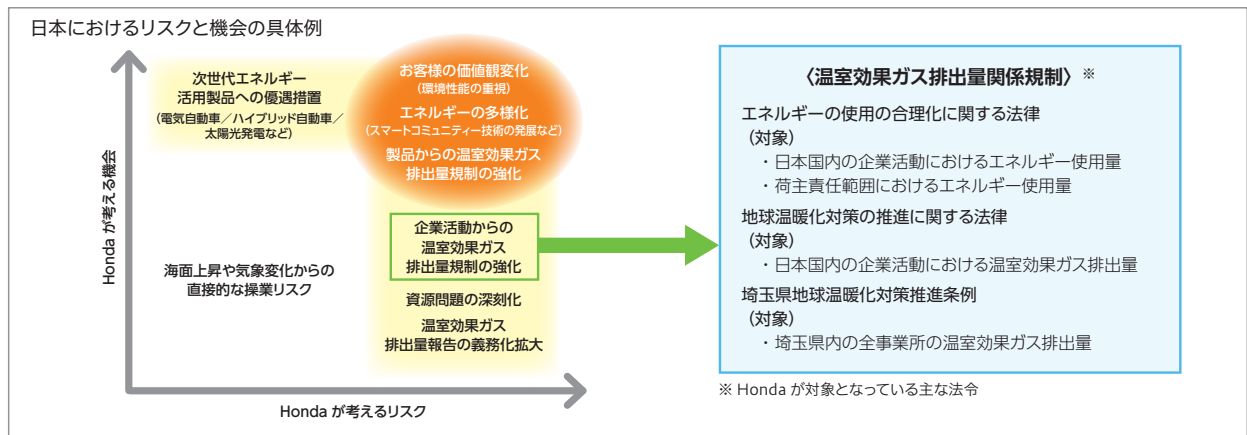 日本におけるリスクと機会の具体例
Honda が考える機会
次世代エネルギー
活用製品への優遇措置
(電気自動車／ハイブリッド自動車／
太陽光発電など)
お客様の価値観変化
(環境性能の重視)
エネルギーの多様化
(スマートコミュニティー技術の発展など)
製品からの温室効果ガス
排出量規制の強化
海面上昇や気象変化からの
直接的な操業リスク
企業活動からの
温室効果ガス
排出量規制の強化
資源問題の深刻化
温室効果ガス
排出量報告の義務化拡大
Honda が考えるリスク
〈温室効果ガス排出量関係規制〉※
エネルギーの使用の合理化に関する法律
(対象)
・日本国内の企業活動におけるエネルギー使用量
・荷主責任範囲におけるエネルギー使用量
地球温暖化対策の推進に関する法律
(対象)
・日本国内の企業活動における温室効果ガス排出量
埼玉県地球温暖化対策推進条例
(対象)
・埼玉県内の全事業所の温室効果ガス排出量
※ Honda が対象となっている主な法令